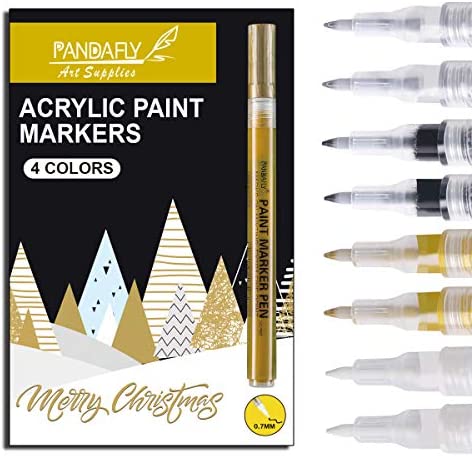 PANDAFLY
Art Supplies
ACRYLIC PAINT
MARKERS
4 COLORS
PANDAFLY
PAINT MARKER PEN
Merry Christmas
0.7MM